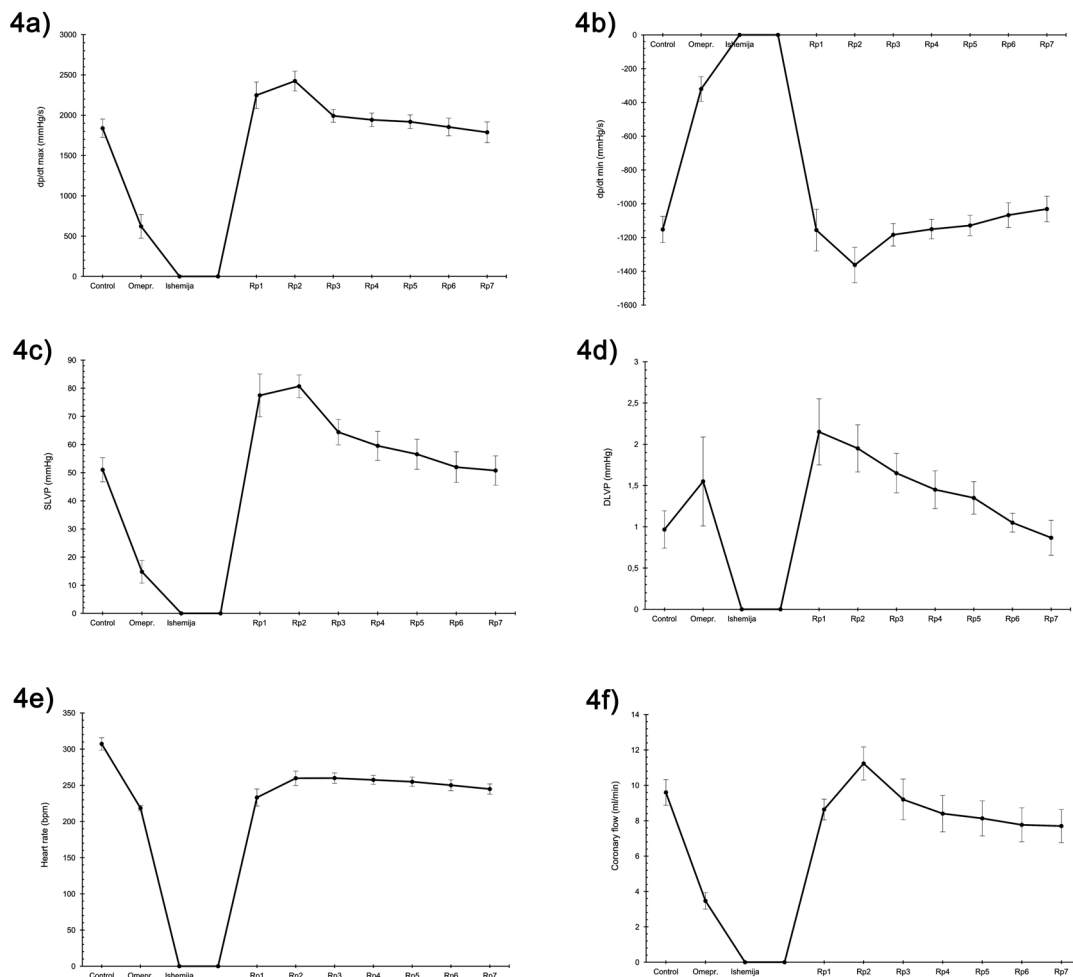 4a)
dp/dt max (mmHg/s)
3000
2500
2000
1500
1000
500
0
Control Omepr. Ishemija Rp1 Rp2 Rp3 Rp4 Rp5 Rp6 Rp7
4b)
dp/dt min (mmHg/s)
0
-200
-400
-600
-800
-1000
-1200
-1400
-1600
Control Omepr. Ishemija Rp1 Rp2 Rp3 Rp4 Rp5 Rp6 Rp7
4c)
SLVP (mmHg)
90
80
70
60
50
40
30
20
10
0
Control Omepr. Ishemija Rp1 Rp2 Rp3 Rp4 Rp5 Rp6 Rp7
4d)
DLVP (mmHg)
3
2,5
2
1,5
1
0,5
0
Control Omepr. Ishemija Rp1 Rp2 Rp3 Rp4 Rp5 Rp6 Rp7
4e)
Heart rate (bpm)
350
300
250
200
150
100
50
0
Control Omepr. Ishemija Rp1 Rp2 Rp3 Rp4 Rp5 Rp6 Rp7
4f)
Coronary flow (ml/min)
14
12
10
8
6
4
2
0
Control Omepr. Ishemija Rp1 Rp2 Rp3 Rp4 Rp5 Rp6 Rp7